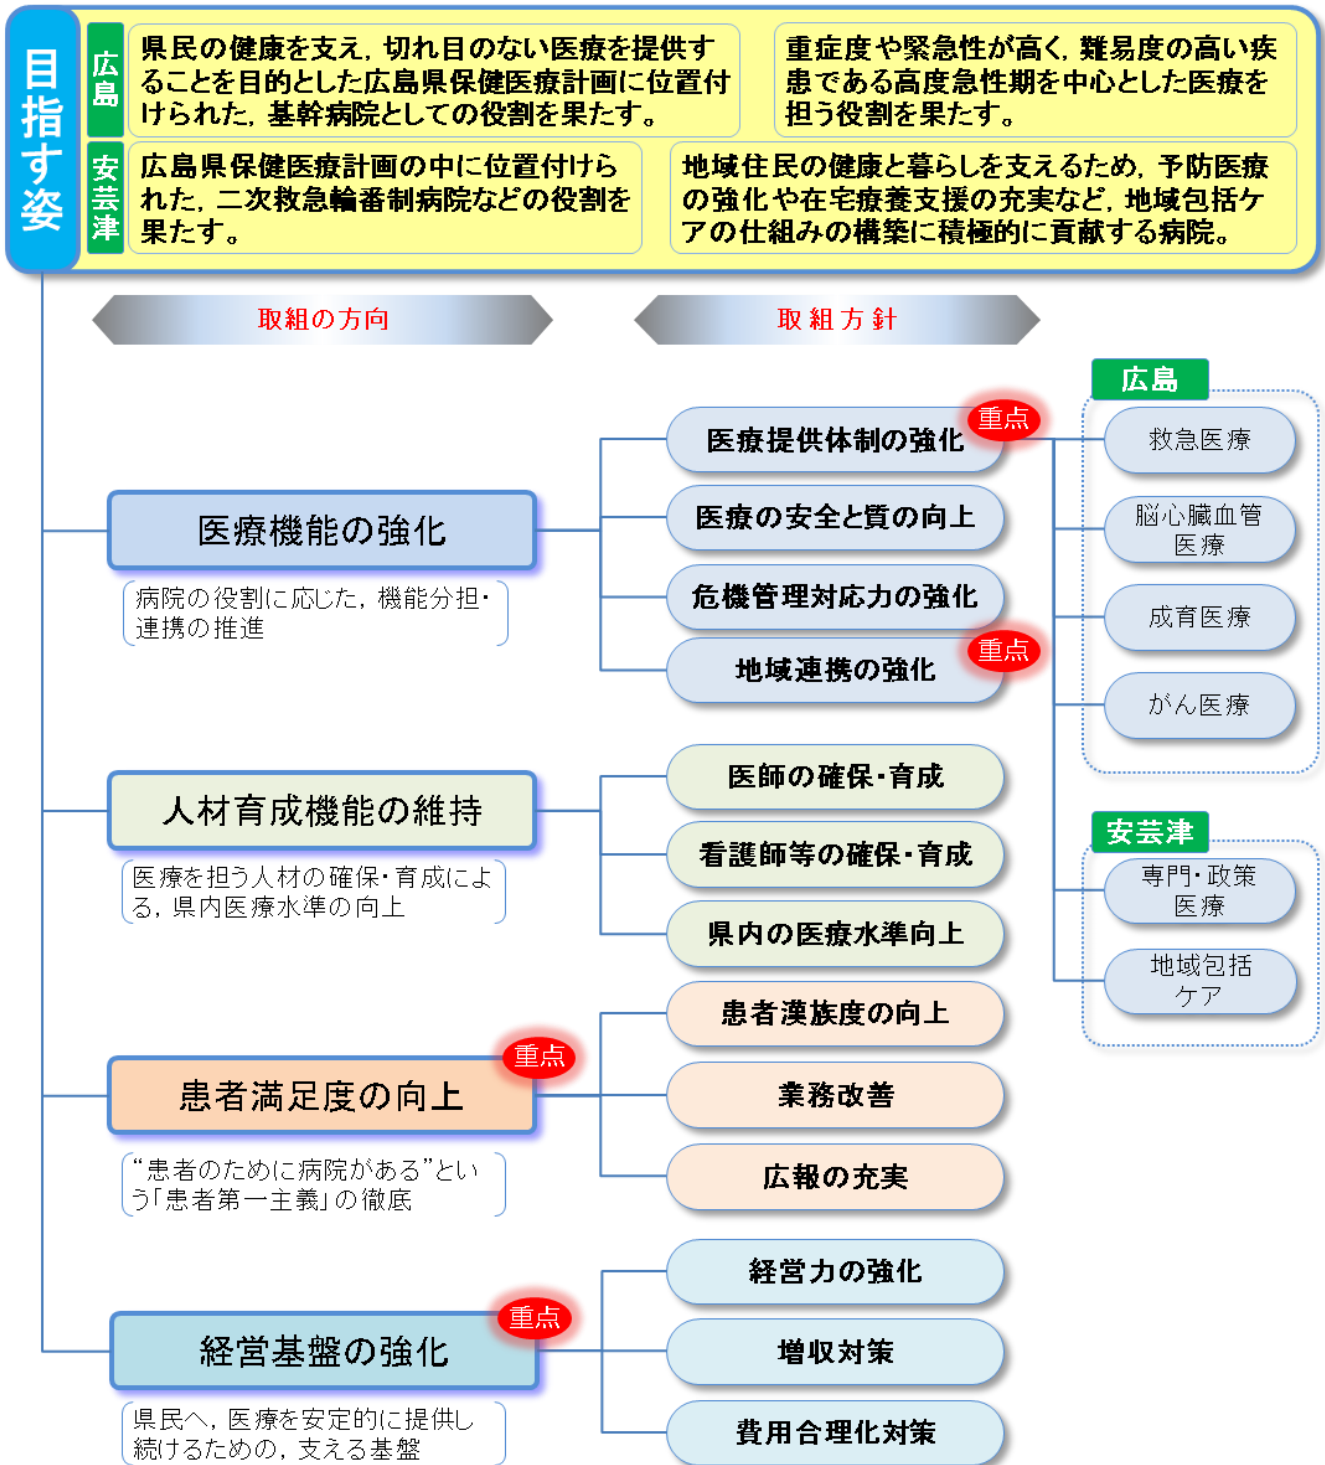 目指す姿
広島
県民の健康を支え，切れ目のない医療を提供す
ることを目的とした広島県保健医療計画に位置付
けられた，基幹病院としての役割を果たす。
重症度や緊急性が高く，難易度の高い疾
患である高度急性期を中心とした医療を
担う役割を果たす。
安芸津
広島県保健医療計画の中に位置付けら
れた，二次救急輪番制病院などの役割を
果たす。
地域住民の健康と暮らしを支えるため，予防医療
の強化や在宅療養支援の充実など，地域包括ケ
アの仕組みの構築に積極的に貢献する病院。
取組の方向
取組方針
医療機能の強化
病院の役割に応じた，機能分担・
連携の推進
医療提供体制の強化
重点
医療の安全と質の向上
危機管理対応力の強化
地域連携の強化
重点
広島
救急医療
脳心臓血管
医療
成育医療
がん医療
安芸津
専門・政策
医療
地域包括
ケア
人材育成機能の維持
医療を担う人材の確保・育成によ
る，県内医療水準の向上
医師の確保・育成
看護師等の確保・育成
県内の医療水準向上
患者満足度の向上
重点
“患者のために病院がある”とい
う「患者第一主義」の徹底
患者漢族度の向上
業務改善
広報の充実
経営基盤の強化
重点
県民へ，医療を安定的に提供し
続けるための，支える基盤
経営力の強化
増収対策
費用合理化対策